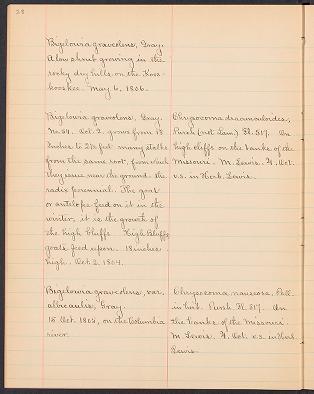 28
Bigelowia graveolens, Gray.
A low shrub growing in the
rocky dry hills on the Koos-
kooskee. May 6, 1806.
Bigelowia graveolens, Gray.
No. 54. Oct. 2. grows from 18
Inches to 2½ feet many stalks
from the same root, from which
they issue near the ground. the
radix perennial. The goat
or antelope feed on it in the
winter, it is the growth of
the high Cliffs. High Bluffs
goats feed upon. 18 inches
high. Oct. 2, 1804.
Chrysocoma dracunculoides,
Pursh (not Lam.) Fl. 517. On
high cliffs on the banks of the
Missouri. M. Lewis. Fl. Oct.
v.s. in Herb. Lewis.
Bigelowia graveolens, var.
albicaulis, Gray.
15 Oct. 1805, on the Columbia
river.
Chrysocoma nauseosa, Pall.
in herb. Pursh Fl. 517. On
the banks of the Missouri.
M. Lewis. Fl. Oct. v.s. in Herb.
Lewis.